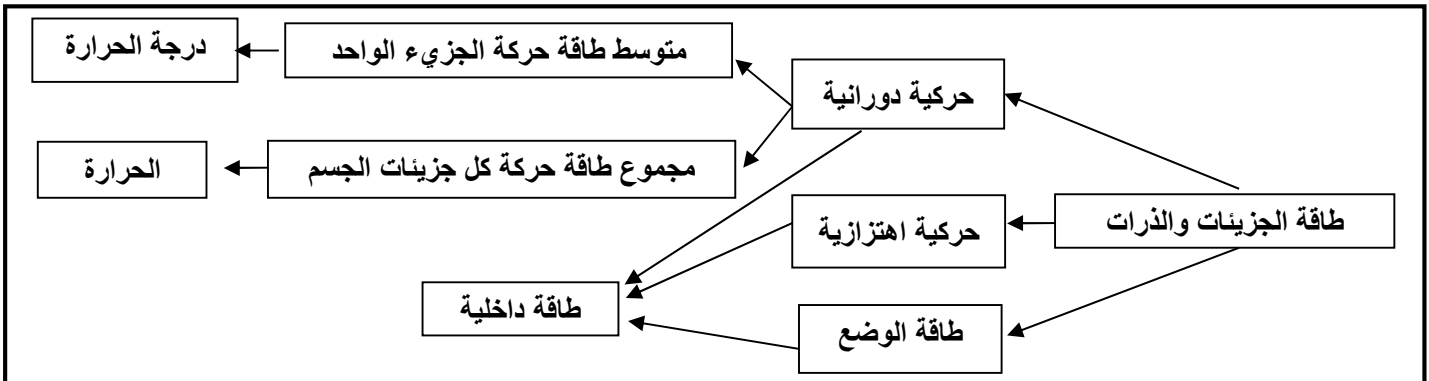 درجة الحرارة
متوسط طاقة حركة الجزيء الواحد
حركية دورانية
الحرارة
مجموع طاقة حركة كل جزيئات الجسم
طاقة الجزيئات والذرات
حركية اهتزازية
طاقة داخلية
طاقة الوضع